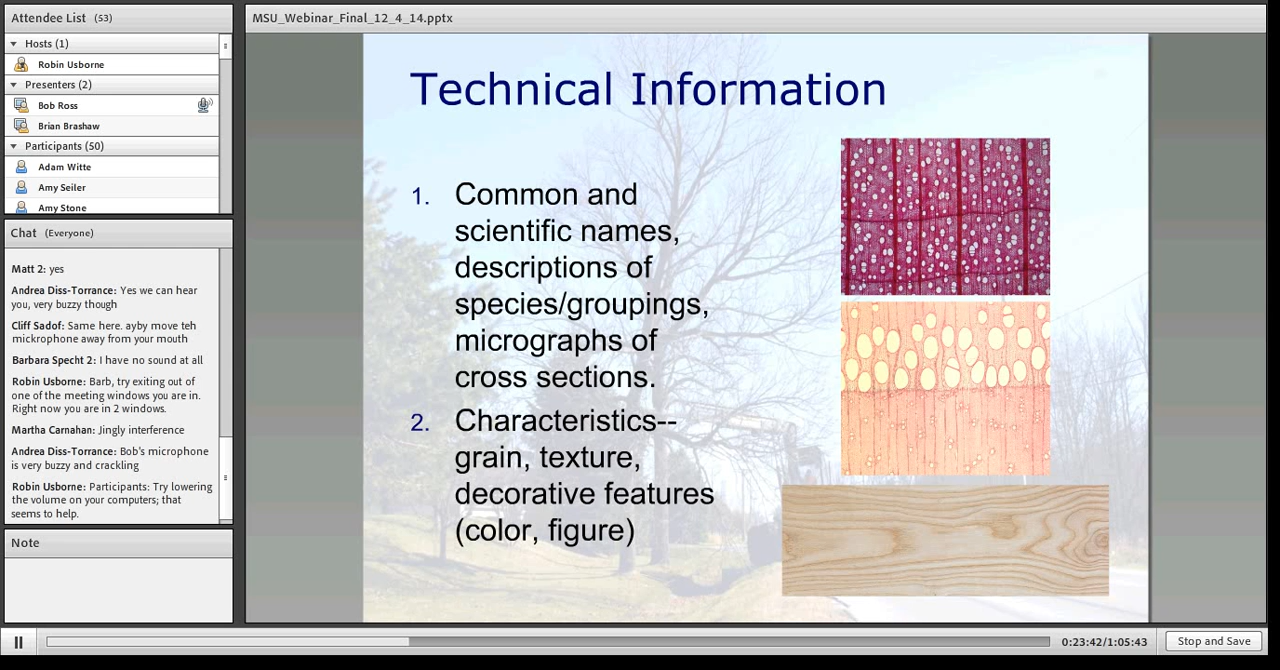 Attendee List (53)
Hosts (1)
Robin Usborne
Presenters (2)
Bob Ross
Brian Brashaw
Participants (50)
Adam Witte
Amy Seiler
Amy Stone
Chat (Everyone)
Matt 2: yes
Andrea Diss-Torrance: Yes we can hear
you, very buzzy though
Cliff Sadof: Same here. ayby move teh
mickrophone away from your mouth
Barbara Specht 2: I have no sound at all
Robin Usborne: Barb, try exiting out of
one of the meeting windows you are in.
Right now you are in 2 windows.
Martha Carnahan: Jingly interference
Andrea Diss-Torrance: Bob's microphone
is very buzzy and crackling
Robin Usborne: Participants: Try lowering
the volume on your computers; that
seems to help.
Note
MSU_Webinar_Final_12_4_14.pptx
Technical Information
1. Common and
scientific names,
descriptions of
species/groupings,
micrographs of
cross sections.
2. Characteristics--
grain, texture,
decorative features
(color, figure)
0:23:42/1:05:43
Stop and Save